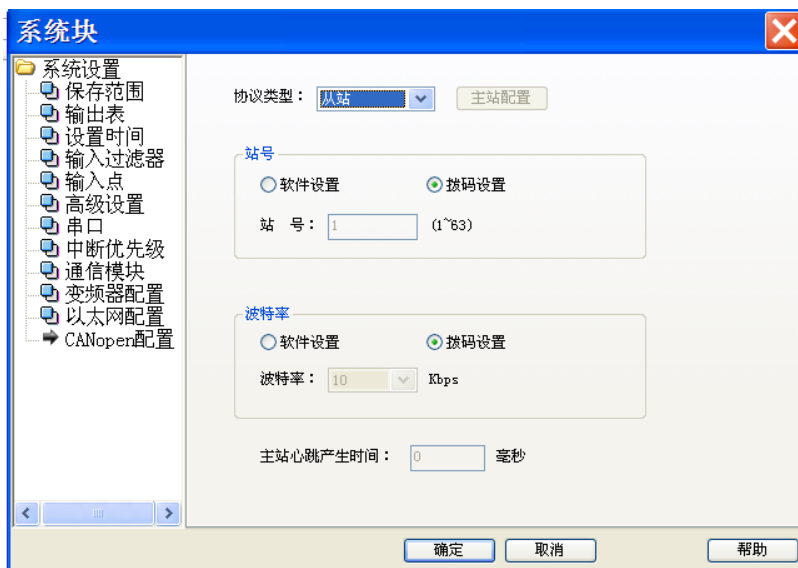 系统块
系统设置
保存范围
输出表
设置时间
输入过滤器
输入点
高级设置
串口
中断优先级
通信模块
变频器配置
以太网配置
CANopen配置
协议类型： 从站 主站配置
站号
软件设置 拨码设置
站 号： 1 (1~63)
波特率
软件设置 拨码设置
波特率： 10 Kbps
主站心跳产生时间： 0 毫秒
确定 取消 帮助